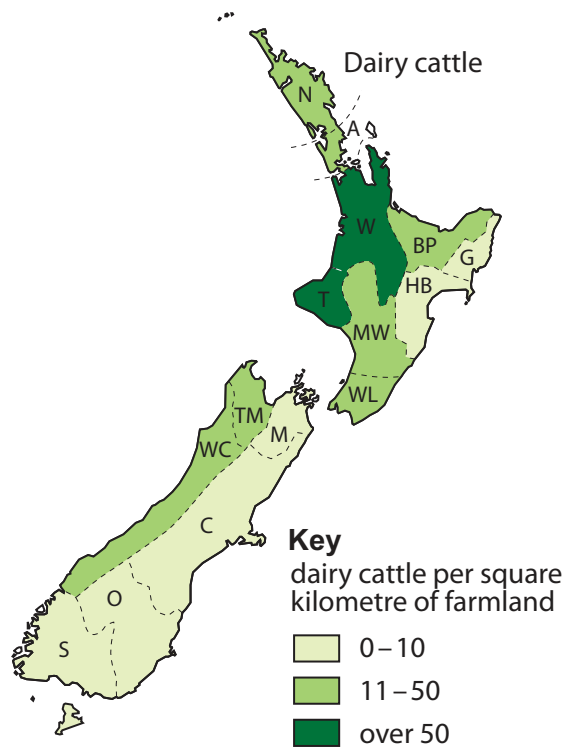 Dairy cattle
N
A
W
BP
G
HB
T
MW
WL
TM
M
WC
C
O
S
Key
dairy cattle per square
kilometre of farmland
0–10
11–50
over 50